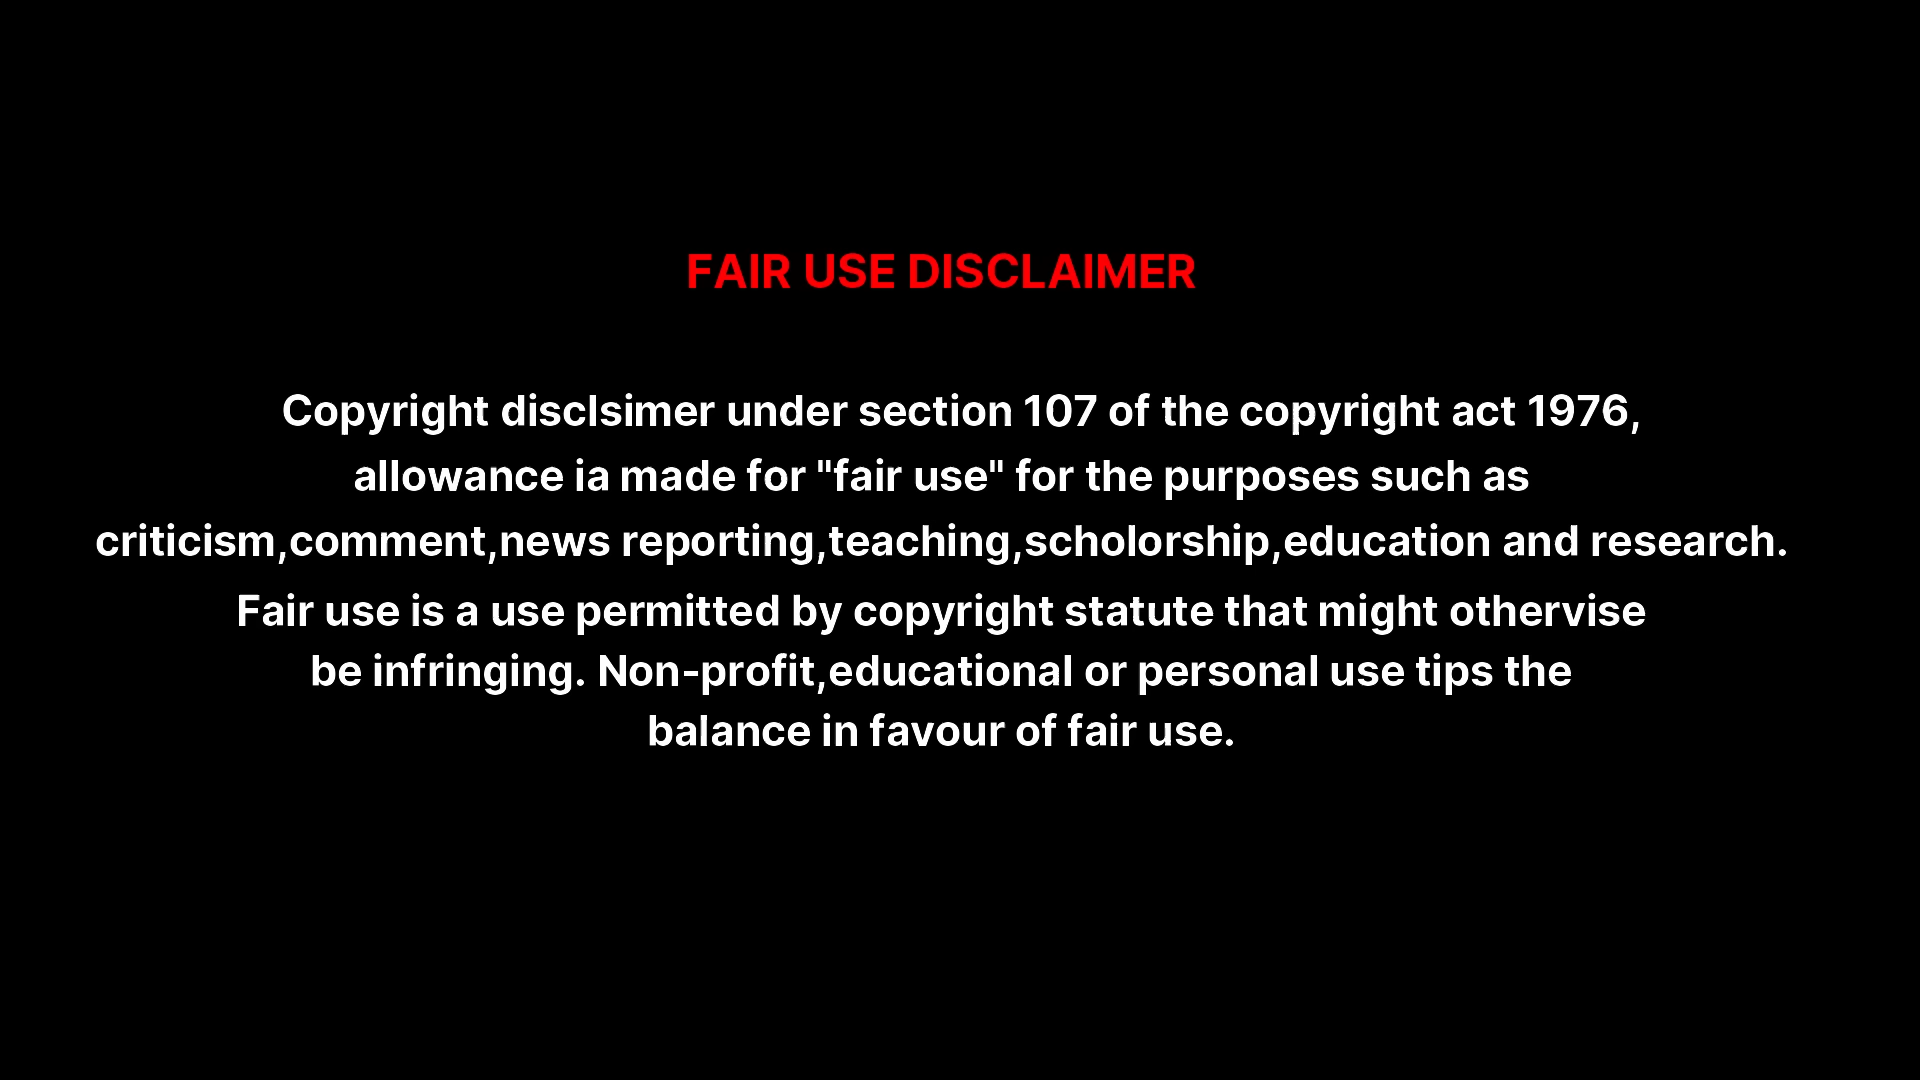 FAIR USE DISCLAIMER
Copyright disclsimer under section 107 of the copyright act 1976,
allowance ia made for "fair use" for the purposes such as
criticism,comment,news reporting,teaching,scholorship,education and research.
Fair use is a use permitted by copyright statute that might othervise
be infringing. Non-profit,educational or personal use tips the
balance in favour of fair use.